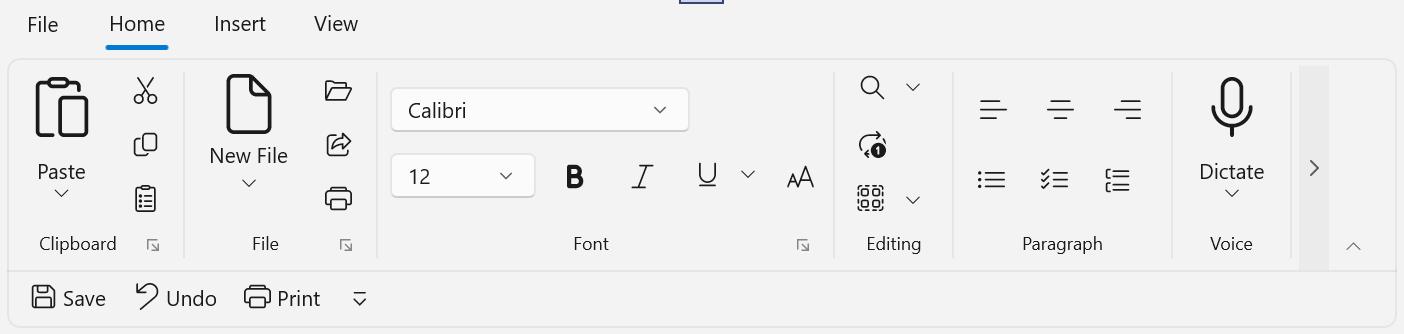 File Home Insert View
Calibri
New File
Paste Dictate
12 B I U AA
Clipboard File Font Editing Paragraph Voice
Save Undo Print